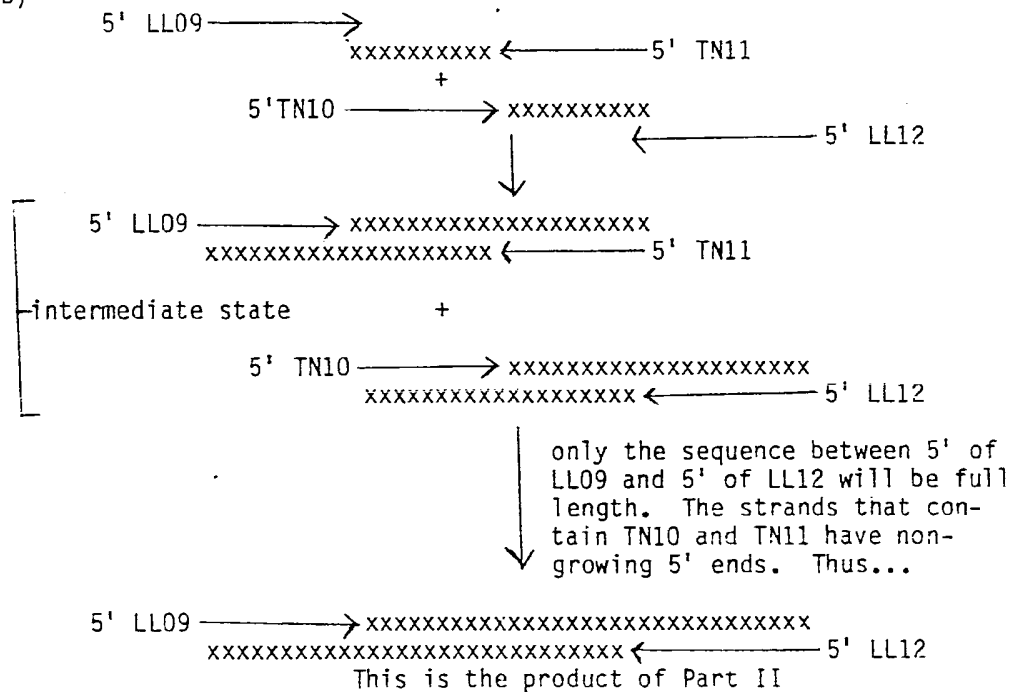 b)
5' LL09
xxxxxxxxxx 5' TN11
+
5'TN10 xxxxxxxxxx
5' LL12
5' LL09 xxxxxxxxxxxxxxxxxxxxx
xxxxxxxxxxxxxxxxxxxx 5' TN11
intermediate state +
5' TN10 xxxxxxxxxxxxxxxxxxxxx
xxxxxxxxxxxxxxxxxxx 5' LL12
only the sequence between 5' of
LL09 and 5' of LL12 will be full
length. The strands that con-
tain TN10 and TN11 have non-
growing 5' ends. Thus...
5' LL09 xxxxxxxxxxxxxxxxxxxxxxxxxxxxxxx
xxxxxxxxxxxxxxxxxxxxxxxxxxxxx 5' LL12
This is the product of Part II